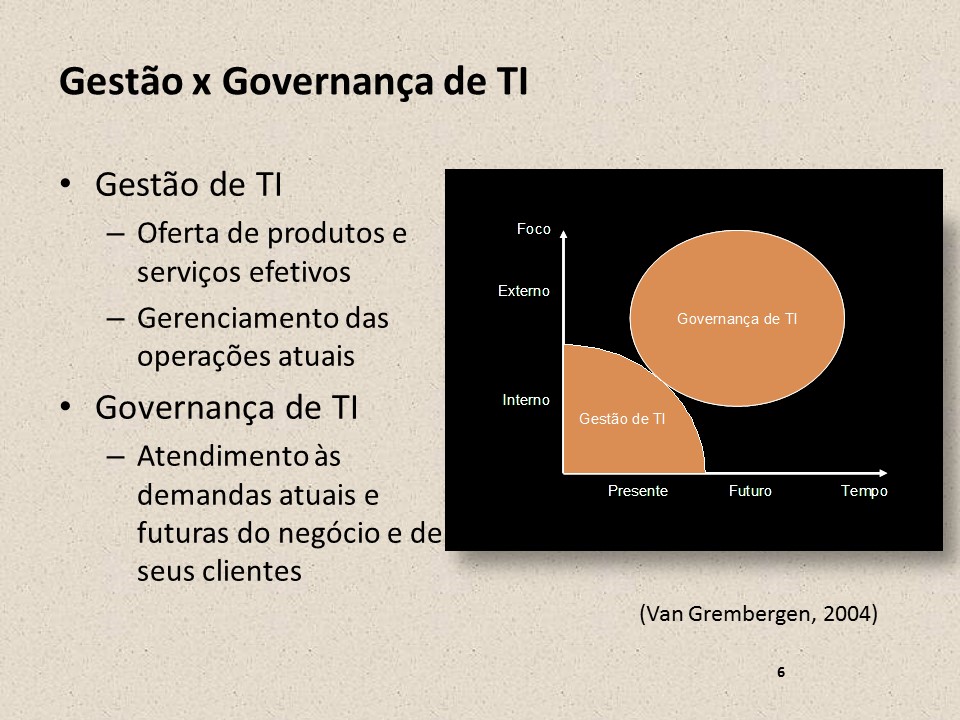 Gestão x Governança de TI
• Gestão de TI
– Oferta de produtos e
serviços efetivos
– Gerenciamento das
operações atuais
• Governança de TI
– Atendimento às
demandas atuais e
futuras do negócio e de
seus clientes
Foco
Externo
Governança de TI
Interno
Gestão de TI
Presente Futuro Tempo
(Van Grembergen, 2004)
6